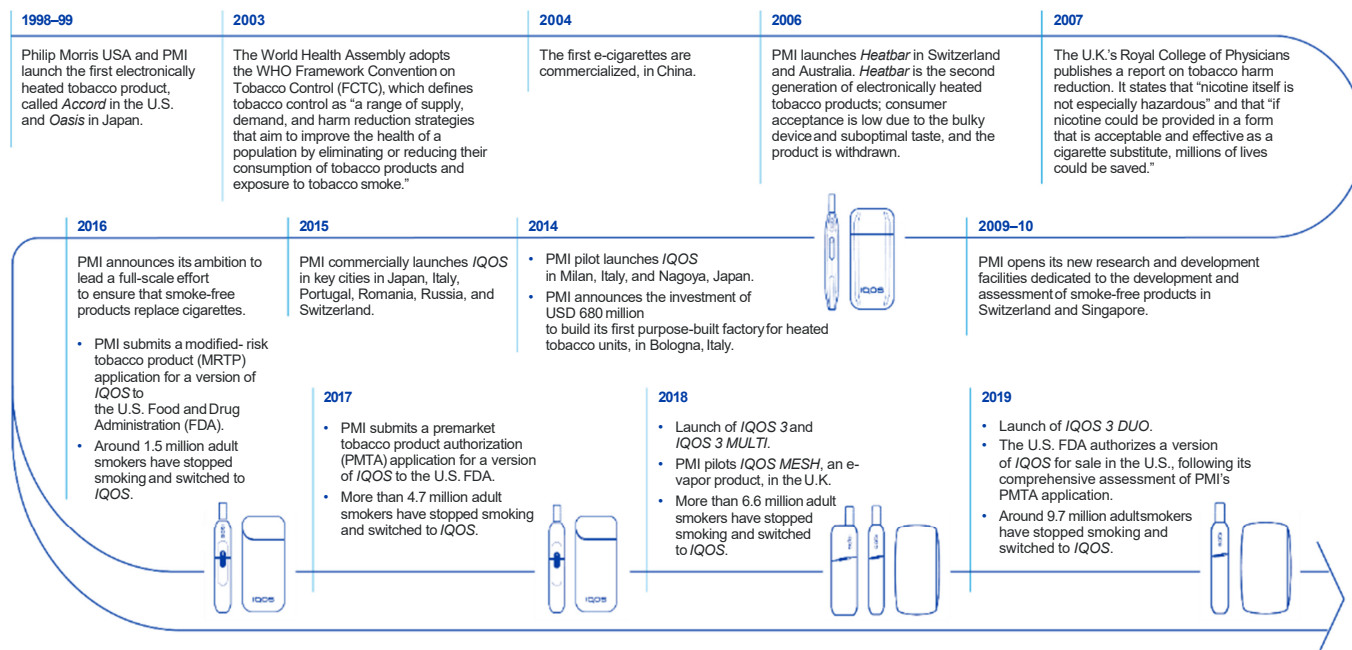 1998–99
Philip Morris USA and PMI
launch the first electronically
heated tobacco product,
called Accord in the U.S.
and Oasis in Japan.
2003
The World Health Assembly adopts
the WHO Framework Convention on
Tobacco Control (FCTC), which defines
tobacco control as “a range of supply,
demand, and harm reduction strategies
that aim to improve the health of a
population by eliminating or reducing their
consumption of tobacco products and
exposure to tobacco smoke.”
2004
The first e-cigarettes are
commercialized, in China.
2006
PMI launches Heatbar in Switzerland
and Australia. Heatbar is the second
generation of electronically heated
tobacco products; consumer
acceptance is low due to the bulky
device and suboptimal taste, and the
product is withdrawn.
2007
The U.K.’s Royal College of Physicians
publishes a report on tobacco harm
reduction. It states that “nicotine itself is
not especially hazardous” and that “if
nicotine could be provided in a form
that is acceptable and effective as a
cigarette substitute, millions of lives
could be saved.”
2009–10
PMI opens its new research and development
facilities dedicated to the development and
assessment of smoke-free products in
Switzerland and Singapore.
IQOS
2014
• PMI pilot launches IQOS
in Milan, Italy, and Nagoya, Japan.
• PMI announces the investment of
USD 680 million
to build its first purpose-built factory for heated
tobacco units, in Bologna, Italy.
2015
PMI commercially launches IQOS
in key cities in Japan, Italy,
Portugal, Romania, Russia, and
Switzerland.
2016
PMI announces its ambition to
lead a full-scale effort
to ensure that smoke-free
products replace cigarettes.
• PMI submits a modified- risk
tobacco product (MRTP)
application for a version of
IQOS to
the U.S. Food and Drug
Administration (FDA).
• Around 1.5 million adult
smokers have stopped
smoking and switched to
IQOS.
IQOS
IQOS
2017
• PMI submits a premarket
tobacco product authorization
(PMTA) application for a version
of IQOS to the U.S. FDA.
• More than 4.7 million adult
smokers have stopped smoking
and switched to IQOS.
IQOS
IQOS
2018
• Launch of IQOS 3 and
IQOS 3 MULTI.
• PMI pilots IQOS MESH, an e-
vapor product, in the U.K.
• More than 6.6 million adult
smokers have stopped
smoking and switched
to IQOS.
IQOS
IQOS
2019
• Launch of IQOS 3 DUO.
• The U.S. FDA authorizes a version
of IQOS for sale in the U.S., following its
comprehensive assessment of PMI’s
PMTA application.
• Around 9.7 million adult smokers
have stopped smoking and
switched to IQOS.
IQOS